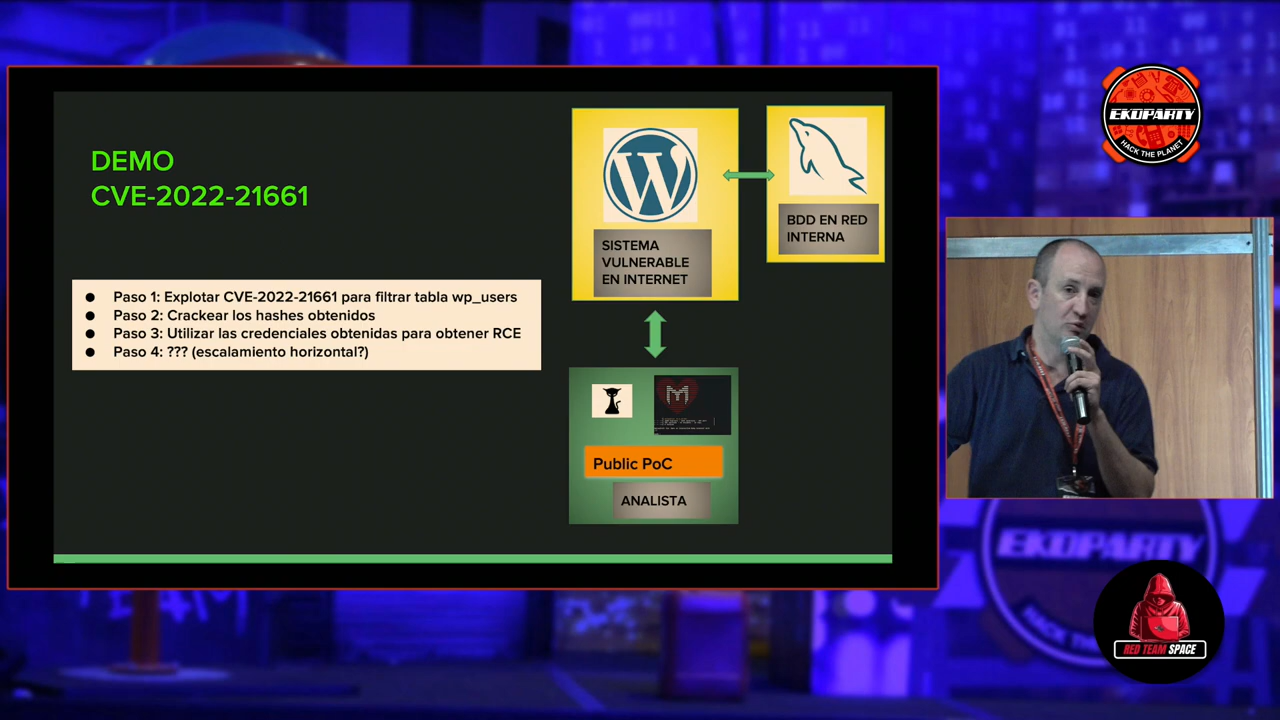 DEMO
CVE-2022-21661
Paso 1: Explotar CVE-2022-21661 para filtrar tabla wp_users
Paso 2: Crackear los hashes obtenidos
Paso 3: Utilizar las credenciales obtenidas para obtener RCE
Paso 4: ??? (escalamiento horizontal?)
SISTEMA
VULNERABLE
EN INTERNET
BDD EN RED
INTERNA
Public PoC
ANALISTA
EKOPARTY
HACK THE PLANET
EKOPARTY
RED TEAM SPACE